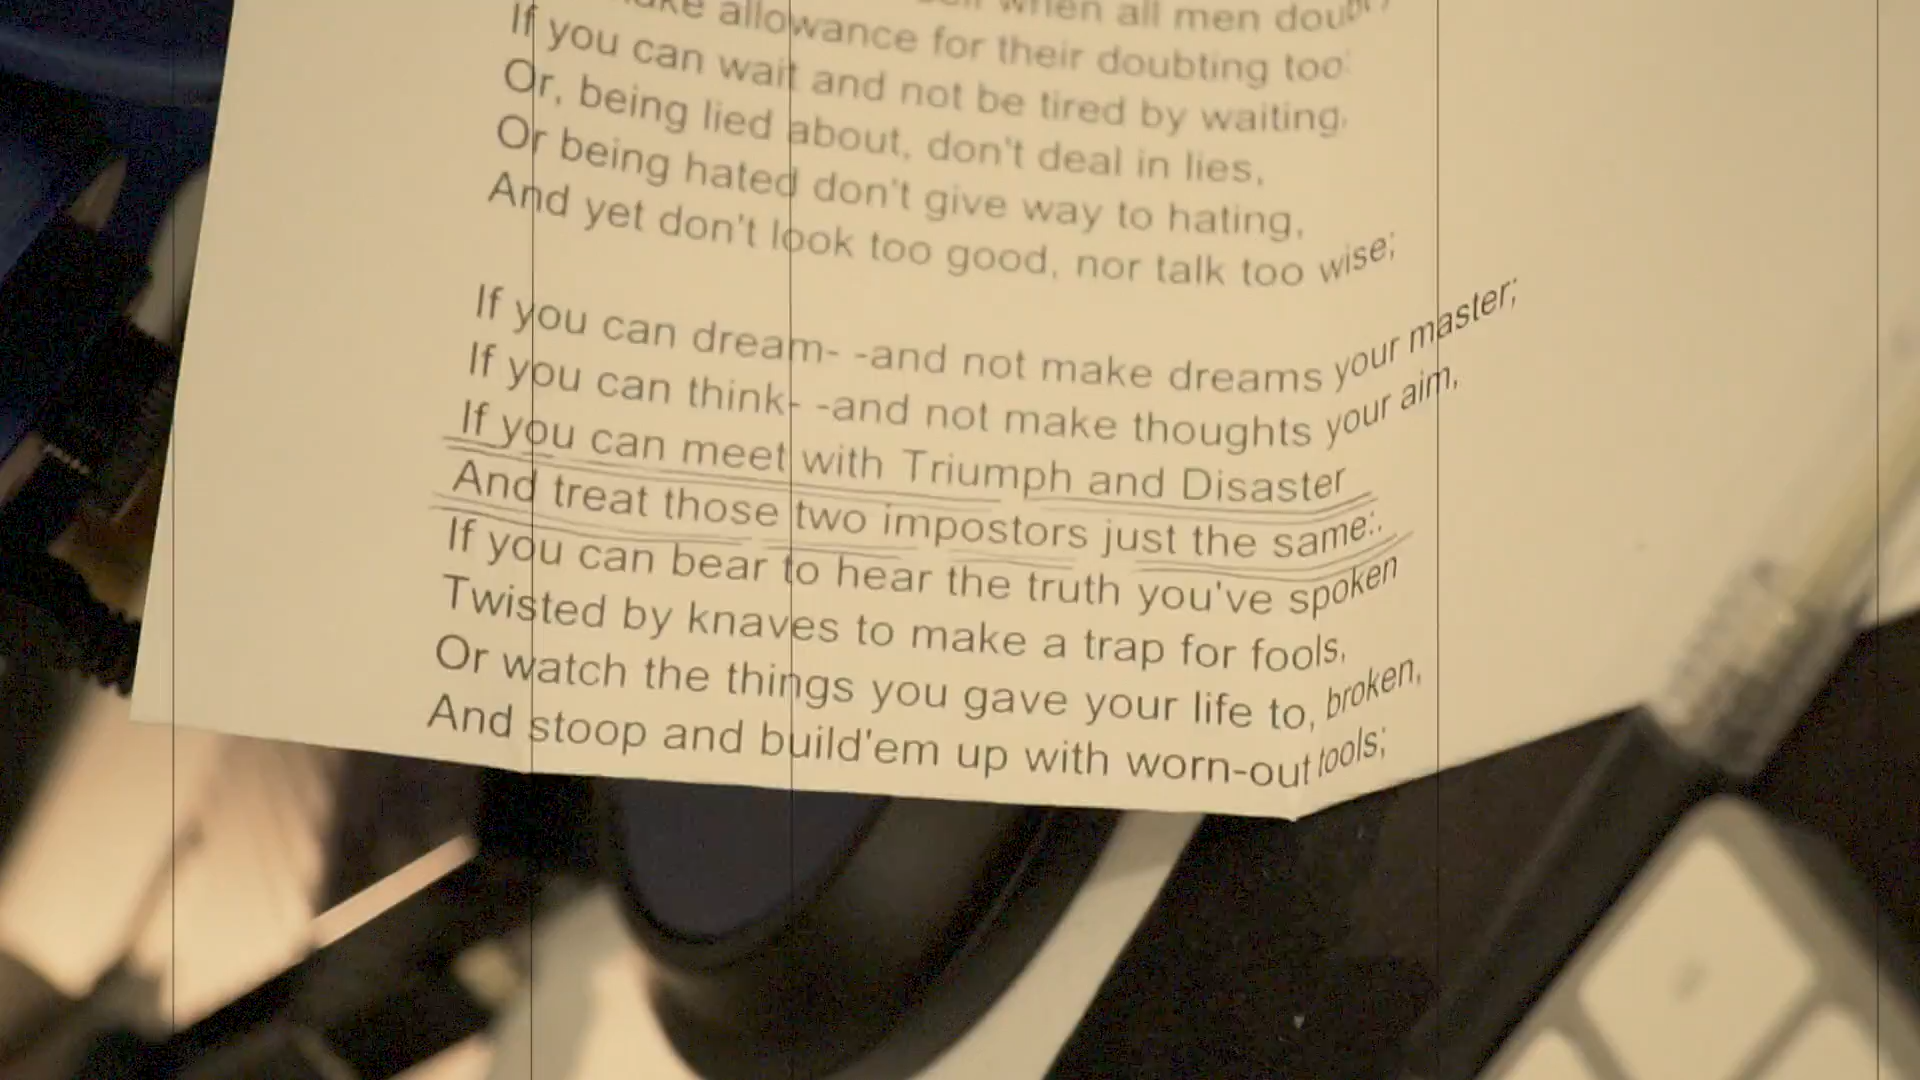 when all men doubt
allowance for their doubting too
If you can wait and not be tired by waiting,
Or, being lied about, don't deal in lies,
Or being hated don't give way to hating,
And yet don't look too good, nor talk too wise;
If you can dream- -and not make dreams your master;
If you can think- -and not make thoughts your aim,
If you can meet with Triumph and Disaster
And treat those two impostors just the same:.
If you can bear to hear the truth you've spoken
Twisted by knaves to make a trap for fools,
Or watch the things you gave your life to, broken,
And stoop and build'em up with worn-out tools;